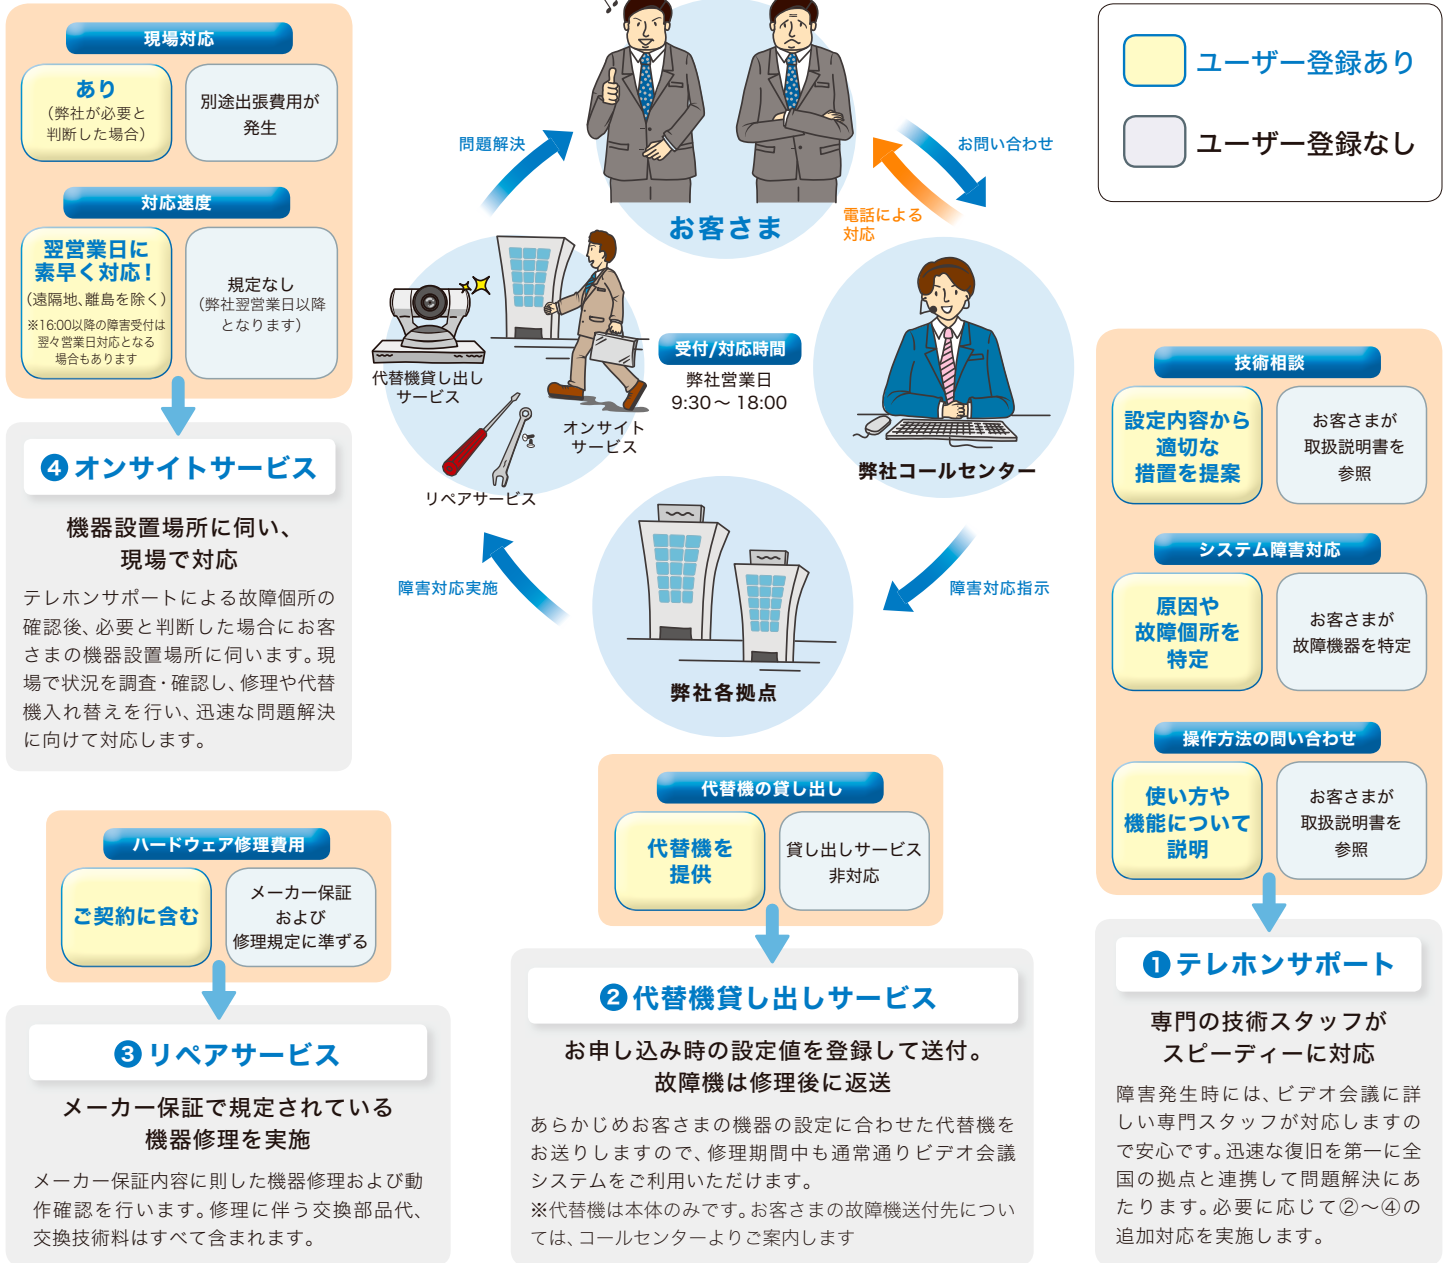 現場対応
あり
(弊社が必要と
判断した場合)
別途出張費用が
発生
対応速度
翌営業日に
素早く対応！
(遠隔地、離島を除く)
※16:00以降の障害受付は
翌々営業日対応となる
場合もあります
規定なし
(弊社翌営業日以降
となります)
❹オンサイトサービス
機器設置場所に伺い、
現場で対応
テレホンサポートによる故障個所の
確認後、必要と判断した場合にお客
さまの機器設置場所に伺います。現
場で状況を調査・確認し、修理や代替
機入れ替えを行い、迅速な問題解決
に向けて対応します。
問題解決
お客さま
お問い合わせ
電話による
対応
代替機貸し出し
サービス
オンサイト
サービス
リペアサービス
受付/対応時間
弊社営業日
9:30～18:00
弊社コールセンター
障害対応実施
障害対応指示
弊社各拠点
ユーザー登録あり
ユーザー登録なし
技術相談
設定内容から
適切な
措置を提案
お客さまが
取扱説明書を
参照
システム障害対応
原因や
故障個所を
特定
お客さまが
故障機器を特定
操作方法の問い合わせ
使い方や
機能について
説明
お客さまが
取扱説明書を
参照
❶テレホンサポート
専門の技術スタッフが
スピーディーに対応
障害発生時には、ビデオ会議に詳
しい専門スタッフが対応しますの
で安心です。迅速な復旧を第一に全
国の拠点と連携して問題解決にあ
たります。必要に応じて②～④の
追加対応を実施します。
代替機の貸し出し
代替機を
提供
貸し出しサービス
非対応
❷代替機貸し出しサービス
お申し込み時の設定値を登録して送付。
故障機は修理後に返送
あらかじめお客さまの機器の設定に合わせた代替機を
お送りしますので、修理期間中も通常通りビデオ会議
システムをご利用いただけます。
※代替機は本体のみです。お客さまの故障機送付先につい
ては、コールセンターよりご案内します
ハードウェア修理費用
ご契約に含む
メーカー保証
および
修理規定に準ずる
❸リペアサービス
メーカー保証で規定されている
機器修理を実施
メーカー保証内容に則した機器修理および動
作確認を行います。修理に伴う交換部品代、
交換技術料はすべて含まれます。